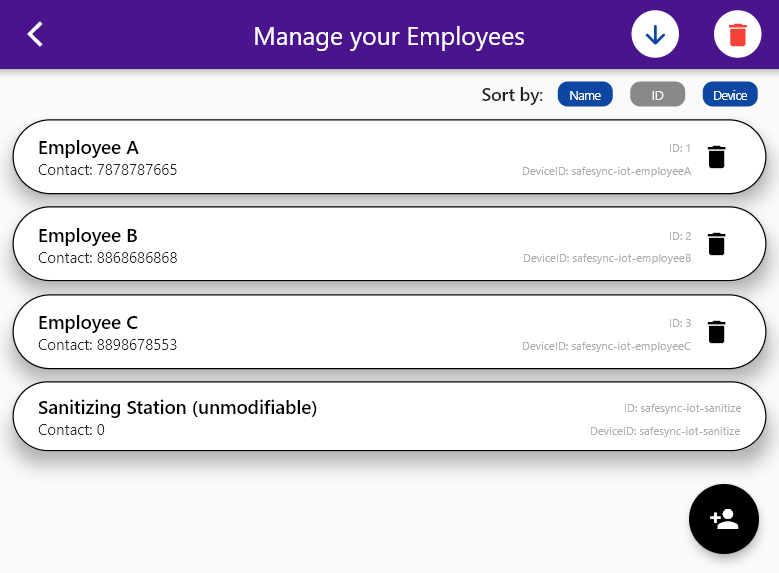 Manage your Employees
Sort by: Name ID Device
Employee A
ID: 1
Contact: 7878787665
DeviceID: safesync-iot-employeeA
Employee B
ID: 2
Contact: 8868686868
DeviceID: safesync-iot-employeeB
Employee C
ID: 3
Contact: 8898678553
DeviceID: safesync-iot-employeeC
Sanitizing Station (unmodifiable)
ID: safesync-iot-sanitize
Contact: 0
DeviceID: safesync-iot-sanitize